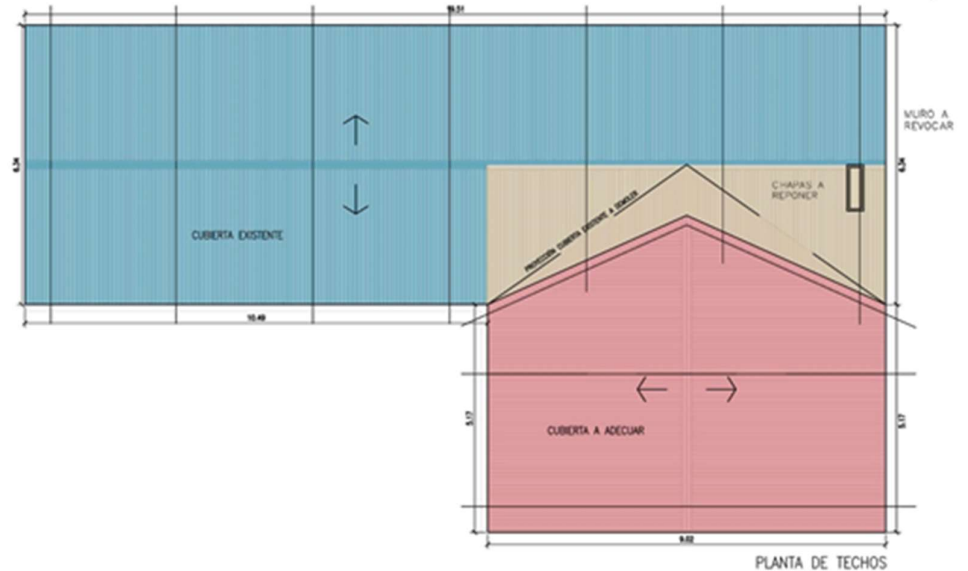 19.51
MURO A
REVOCAR
6.34
6.34
CHAPAS A
REPONER
PROYECCIÓN CUBIERTA EXISTENTE A DEMOLER
CUBIERTA EXISTENTE
10.49
5.17
5.17
CUBIERTA A ADECUAR
9.02
PLANTA DE TECHOS